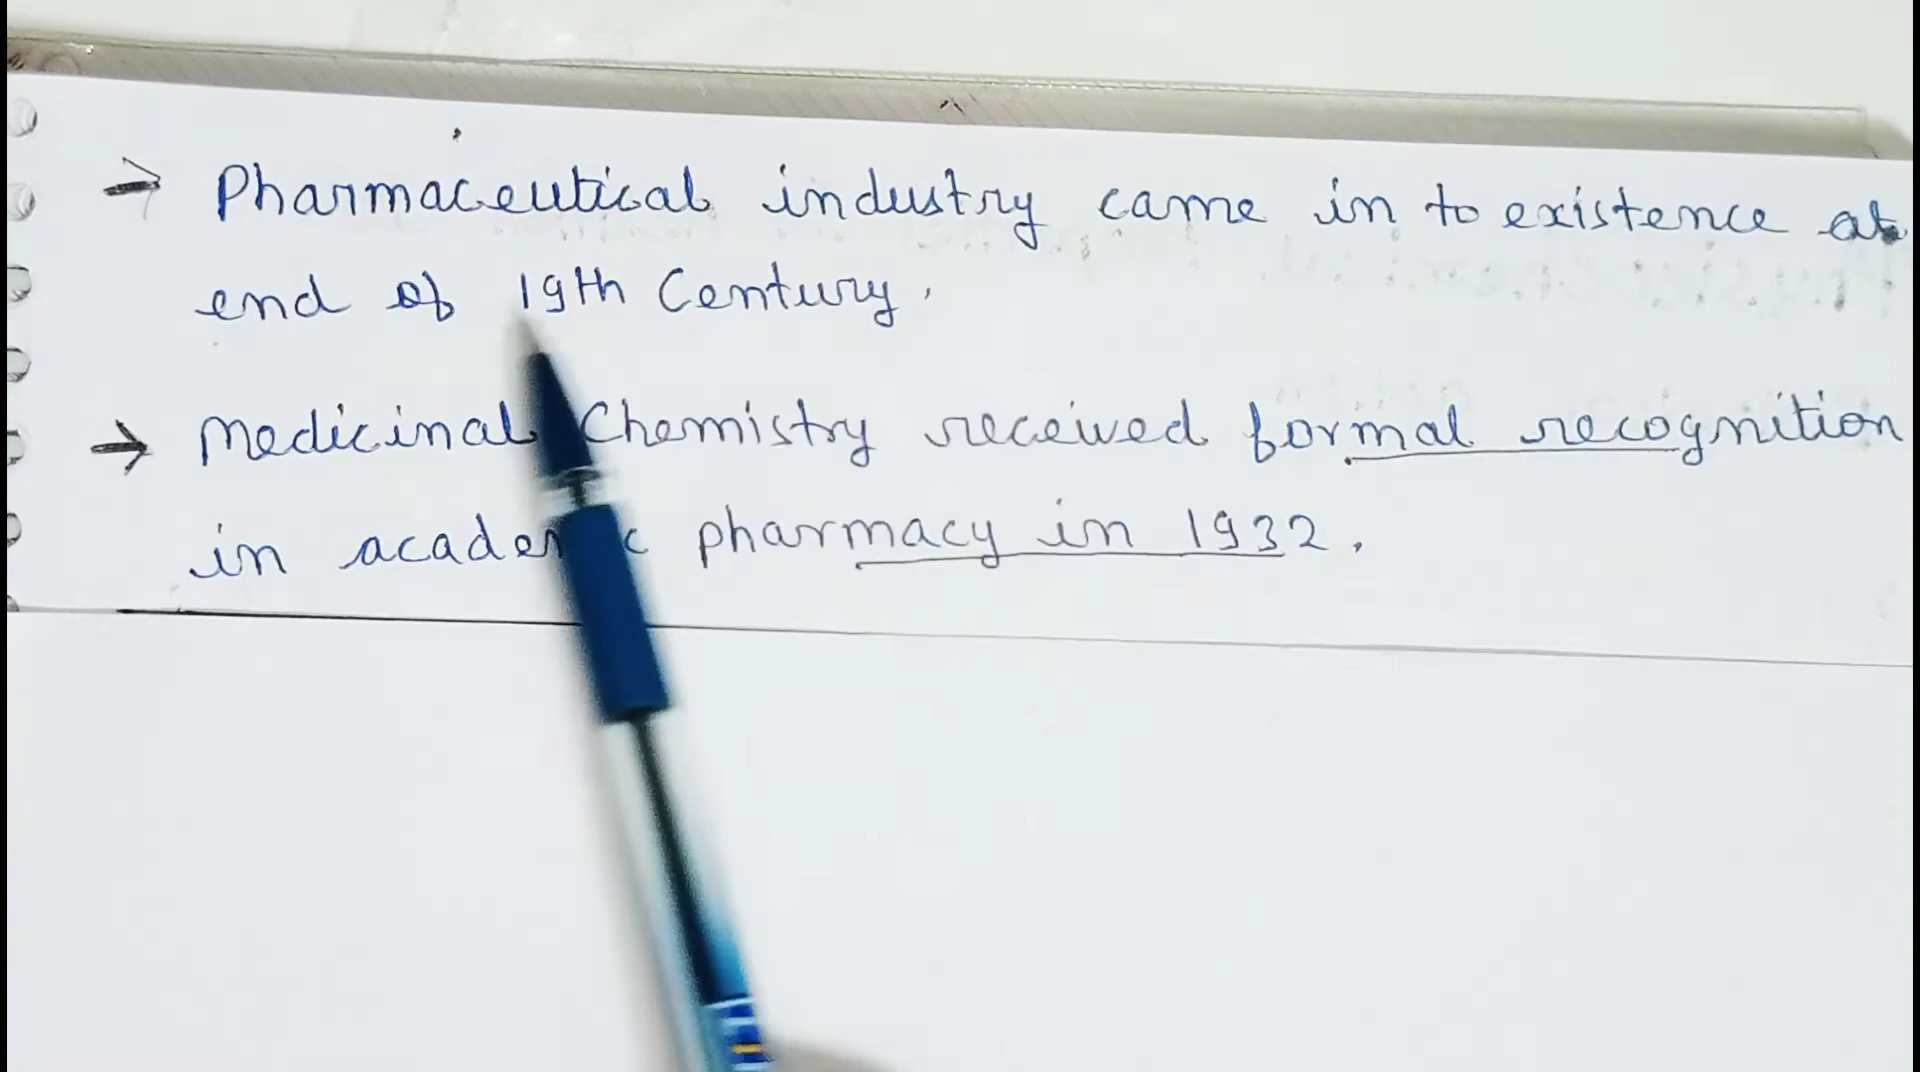 → Pharmaceutical industry came in to existence at
end of 19th Century.
→ Medicinal Chemistry received formal recognition
in academic pharmacy in 1932.